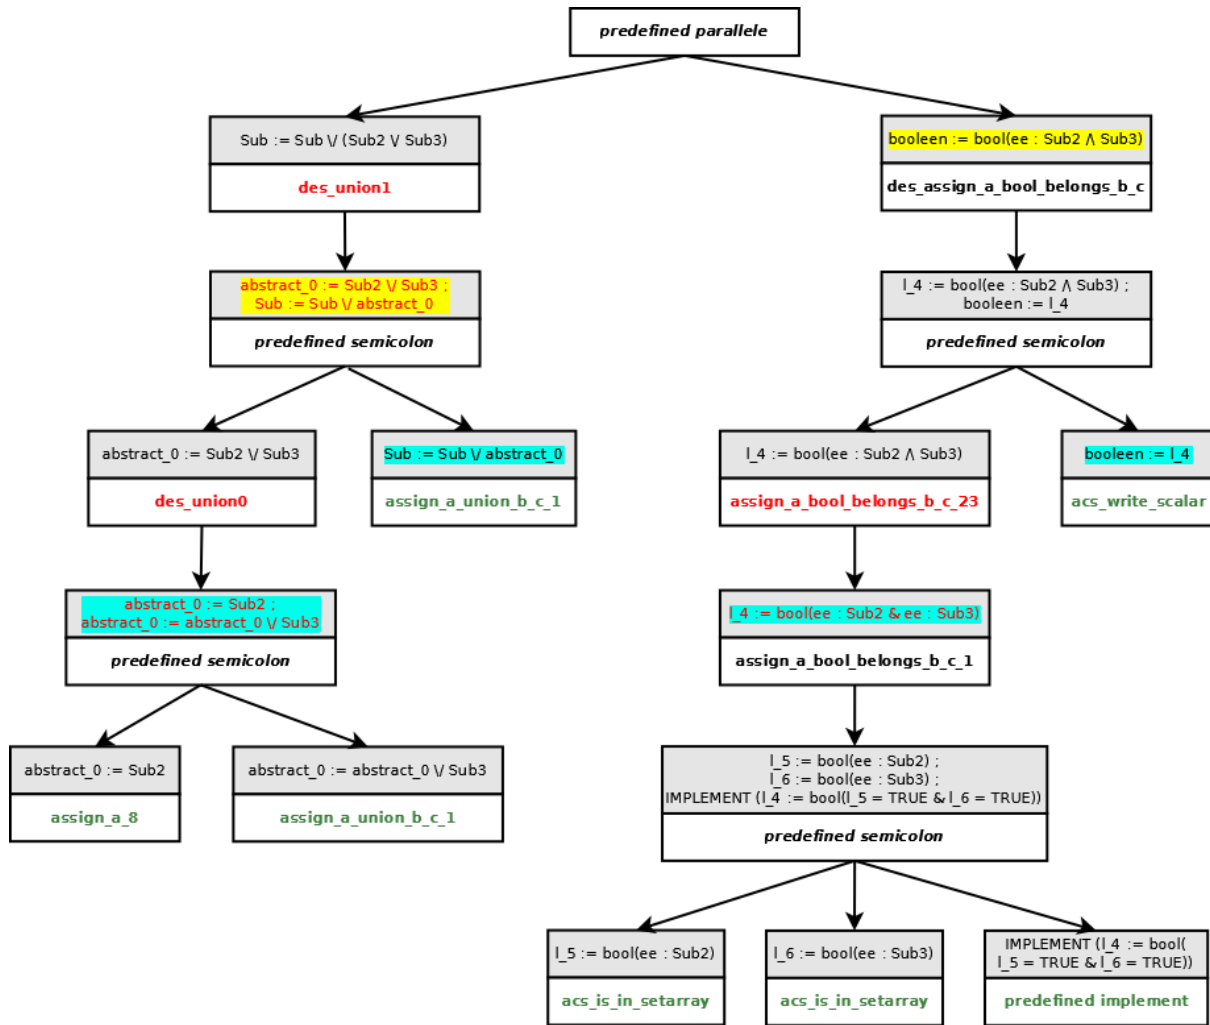 predefined parallele
Sub := Sub \/ (Sub2 \/ Sub3)
des_union1
booleen := bool(ee : Sub2 /\ Sub3)
des_assign_a_bool_belongs_b_c
abstract_0 := Sub2 \/ Sub3 ;
Sub := Sub \/ abstract_0
predefined semicolon
l_4 := bool(ee : Sub2 /\ Sub3) ;
booleen := l_4
predefined semicolon
abstract_0 := Sub2 \/ Sub3
des_union0
Sub := Sub \/ abstract_0
assign_a_union_b_c_1
l_4 := bool(ee : Sub2 /\ Sub3)
assign_a_bool_belongs_b_c_23
booleen := l_4
acs_write_scalar
abstract_0 := Sub2 ;
abstract_0 := abstract_0 \/ Sub3
predefined semicolon
l_4 := bool(ee : Sub2 & ee : Sub3)
assign_a_bool_belongs_b_c_1
abstract_0 := Sub2
assign_a_8
abstract_0 := abstract_0 \/ Sub3
assign_a_union_b_c_1
l_5 := bool(ee : Sub2) ;
l_6 := bool(ee : Sub3) ;
IMPLEMENT (l_4 := bool(l_5 = TRUE & l_6 = TRUE))
predefined semicolon
l_5 := bool(ee : Sub2)
acs_is_in_setarray
l_6 := bool(ee : Sub3)
acs_is_in_setarray
IMPLEMENT (l_4 := bool(
l_5 = TRUE & l_6 = TRUE))
predefined implement